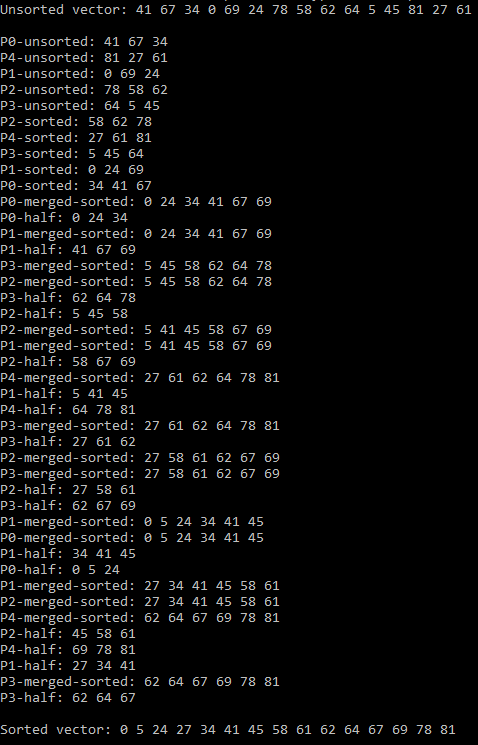 Unsorted vector: 41 67 34 0 69 24 78 58 62 64 5 45 81 27 61
P0-unsorted: 41 67 34
P4-unsorted: 81 27 61
P1-unsorted: 0 69 24
P2-unsorted: 78 58 62
P3-unsorted: 64 5 45
P2-sorted: 58 62 78
P4-sorted: 27 61 81
P3-sorted: 5 45 64
P1-sorted: 0 24 69
P0-sorted: 34 41 67
P0-merged-sorted: 0 24 34 41 67 69
P0-half: 0 24 34
P1-merged-sorted: 0 24 34 41 67 69
P1-half: 41 67 69
P3-merged-sorted: 5 45 58 62 64 78
P2-merged-sorted: 5 45 58 62 64 78
P3-half: 62 64 78
P2-half: 5 45 58
P2-merged-sorted: 5 41 45 58 67 69
P1-merged-sorted: 5 41 45 58 67 69
P2-half: 58 67 69
P4-merged-sorted: 27 61 62 64 78 81
P1-half: 5 41 45
P4-half: 64 78 81
P3-merged-sorted: 27 61 62 64 78 81
P3-half: 27 61 62
P2-merged-sorted: 27 58 61 62 67 69
P3-merged-sorted: 27 58 61 62 67 69
P2-half: 27 58 61
P3-half: 62 67 69
P1-merged-sorted: 0 5 24 34 41 45
P0-merged-sorted: 0 5 24 34 41 45
P1-half: 34 41 45
P0-half: 0 5 24
P1-merged-sorted: 27 34 41 45 58 61
P2-merged-sorted: 27 34 41 45 58 61
P4-merged-sorted: 62 64 67 69 78 81
P2-half: 45 58 61
P4-half: 69 78 81
P1-half: 27 34 41
P3-merged-sorted: 62 64 67 69 78 81
P3-half: 62 64 67
Sorted vector: 0 5 24 27 34 41 45 58 61 62 64 67 69 78 81